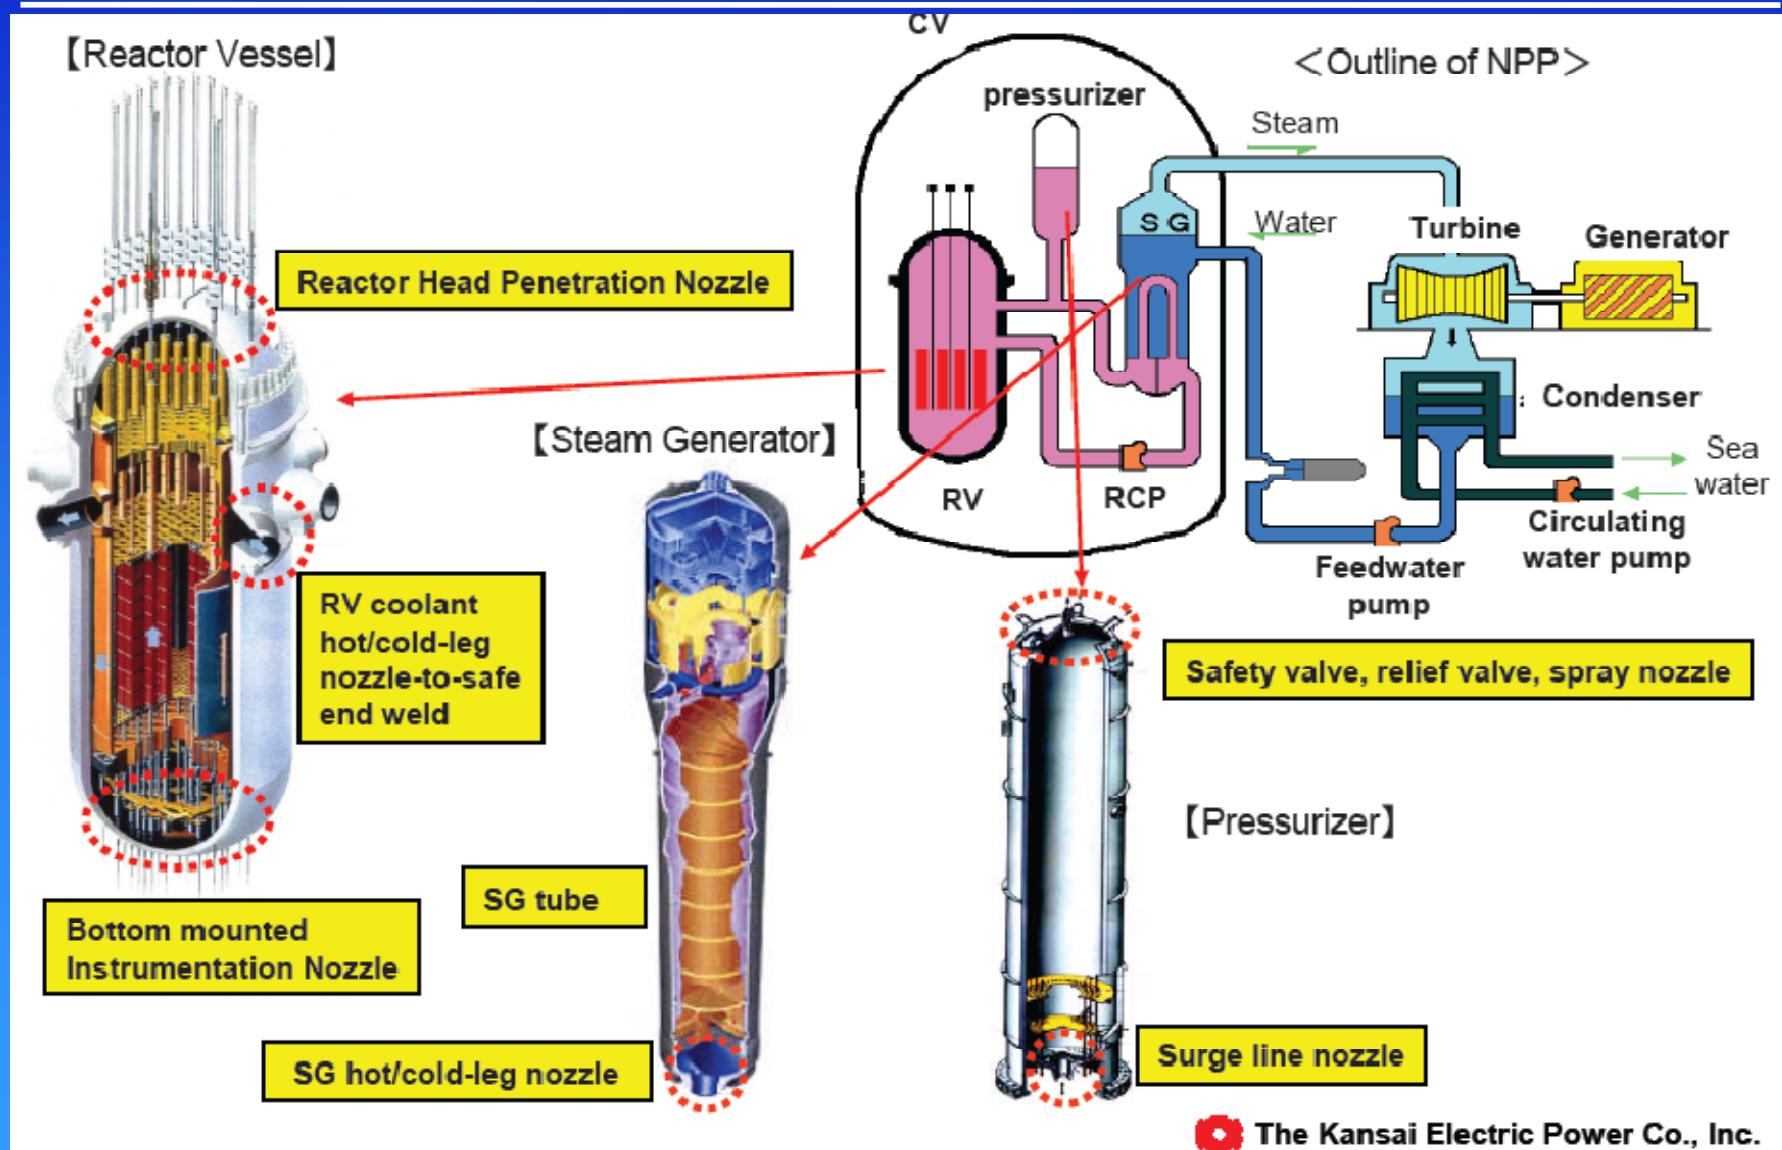 CV
【Reactor Vessel】
＜Outline of NPP＞
pressurizer
Steam
SG
Water
Turbine
Generator
Reactor Head Penetration Nozzle
Condenser
【Steam Generator】
Sea
water
RV
RCP
Circulating
water pump
Feedwater
pump
RV coolant
hot/cold-leg
nozzle-to-safe
end weld
Safety valve, relief valve, spray nozzle
【Pressurizer】
SG tube
Bottom mounted
Instrumentation Nozzle
SG hot/cold-leg nozzle
Surge line nozzle
The Kansai Electric Power Co., Inc.